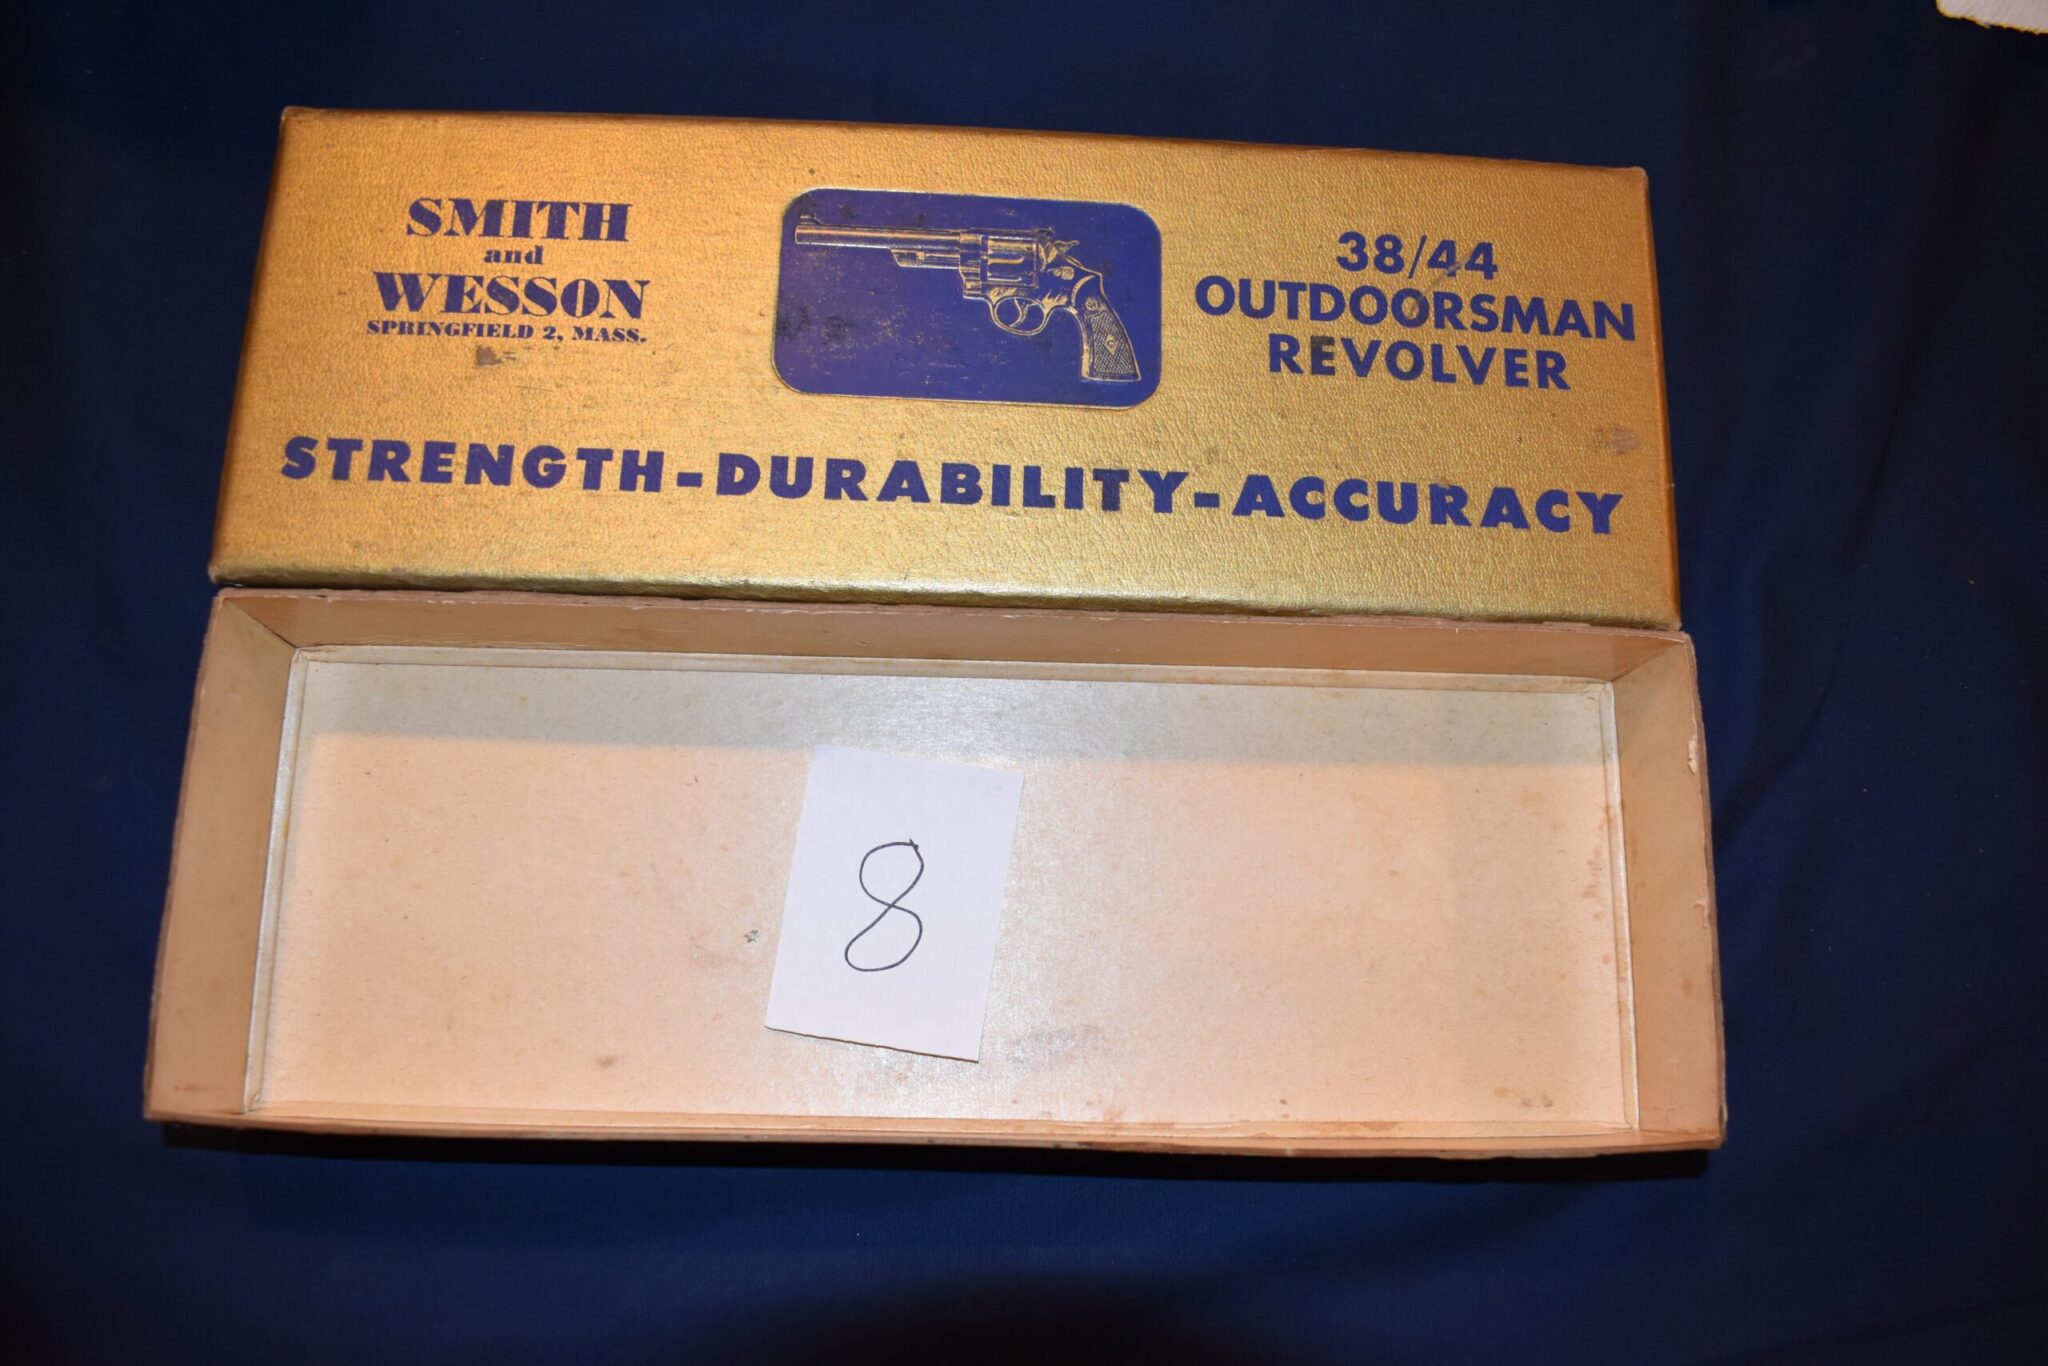 SMITH
and
WESSON
SPRINGFIELD 2, MASS.
38/44
OUTDOORSMAN
REVOLVER
STRENGTH-DURABILITY-ACCURACY
8